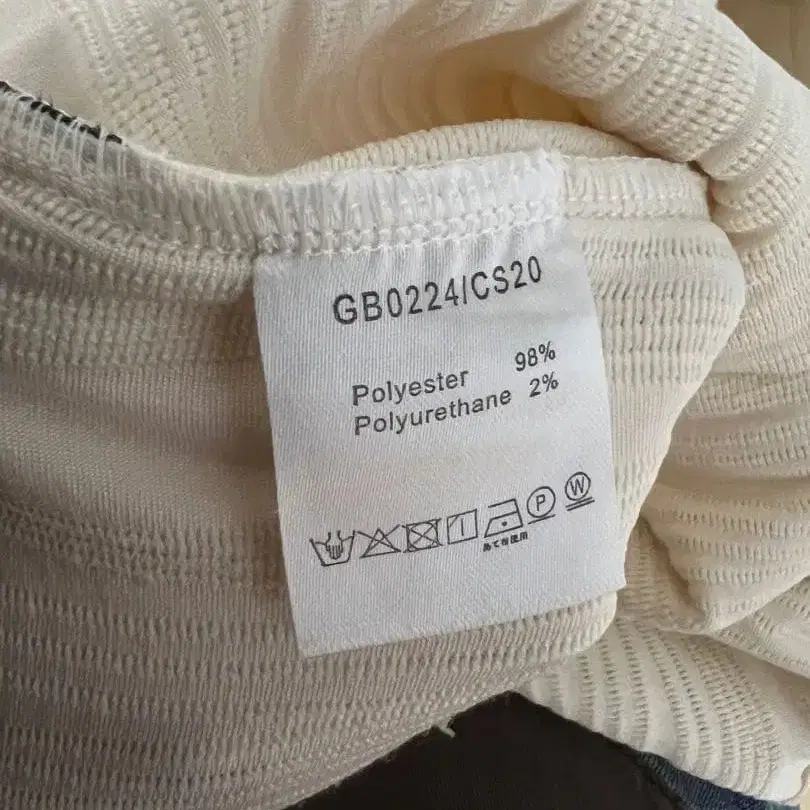 GB0224/CS20
Polyester 98%
Polyurethane 2%
P W
あて布使用